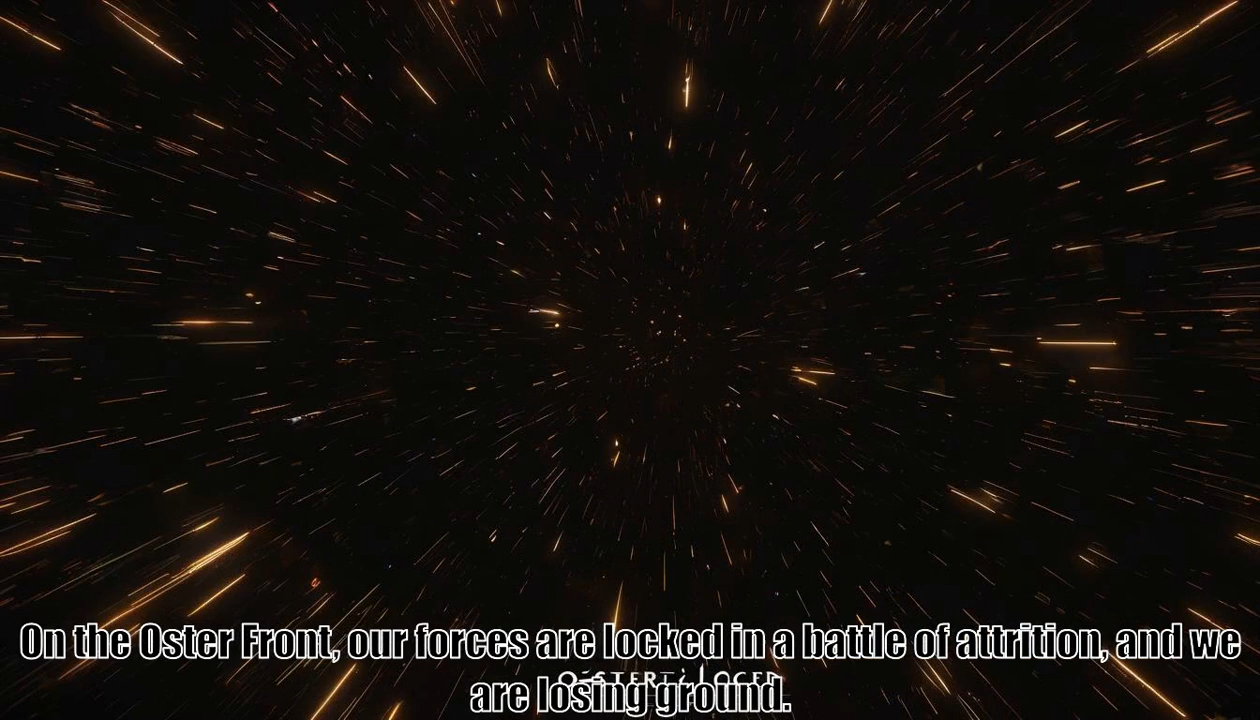 On the Oster Front, our forces are locked in a battle of attrition, and we
are losing ground.